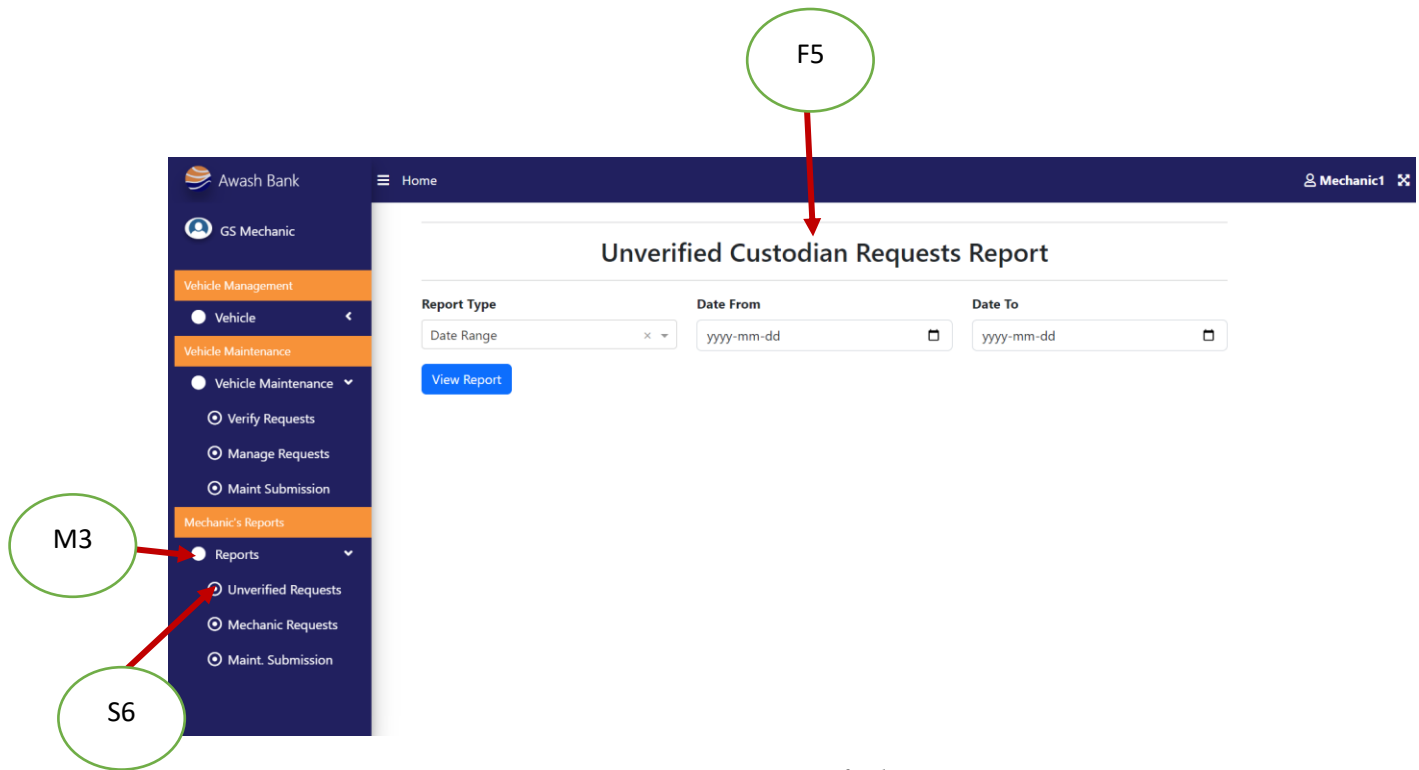 F5
Awash Bank
Home
Mechanic1
GS Mechanic
Unverified Custodian Requests Report
Vehicle Management
Vehicle
Report Type
Date From
Date To
Date Range
yyyy-mm-dd
yyyy-mm-dd
Vehicle Maintenance
Vehicle Maintenance
View Report
Verify Requests
Manage Requests
Maint Submission
Mechanic's Reports
M3
Reports
Unverified Requests
Mechanic Requests
Maint. Submission
S6